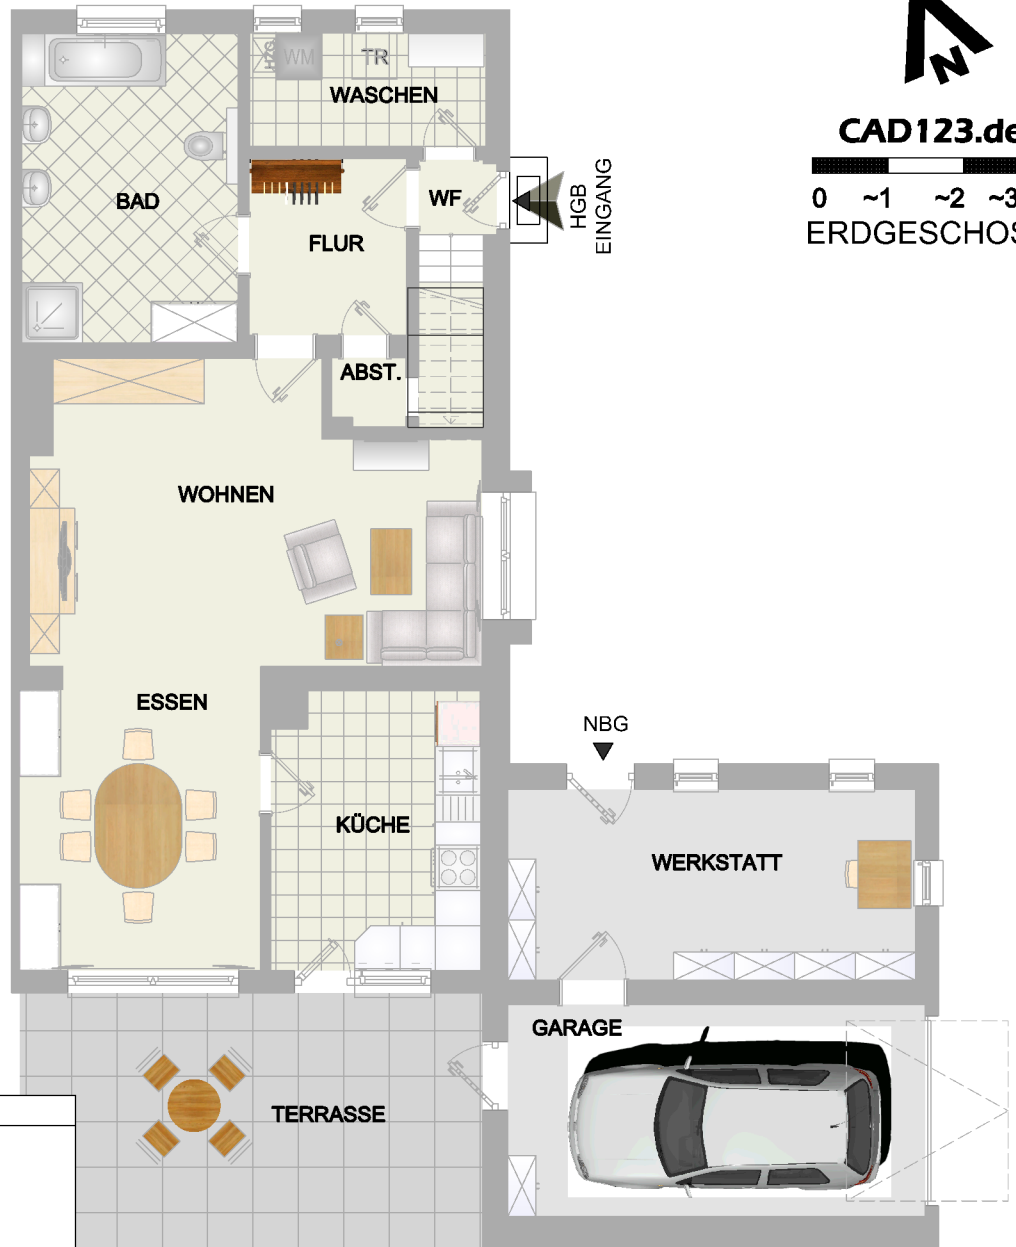 N
CAD123.de
0 ~1 ~2 ~3
ERDGESCHOS
HZG
WM
TR
WASCHEN
BAD
WF
HGB
EINGANG
FLUR
ABST.
WOHNEN
ESSEN
NBG
KÜCHE
WERKSTATT
GARAGE
TERRASSE